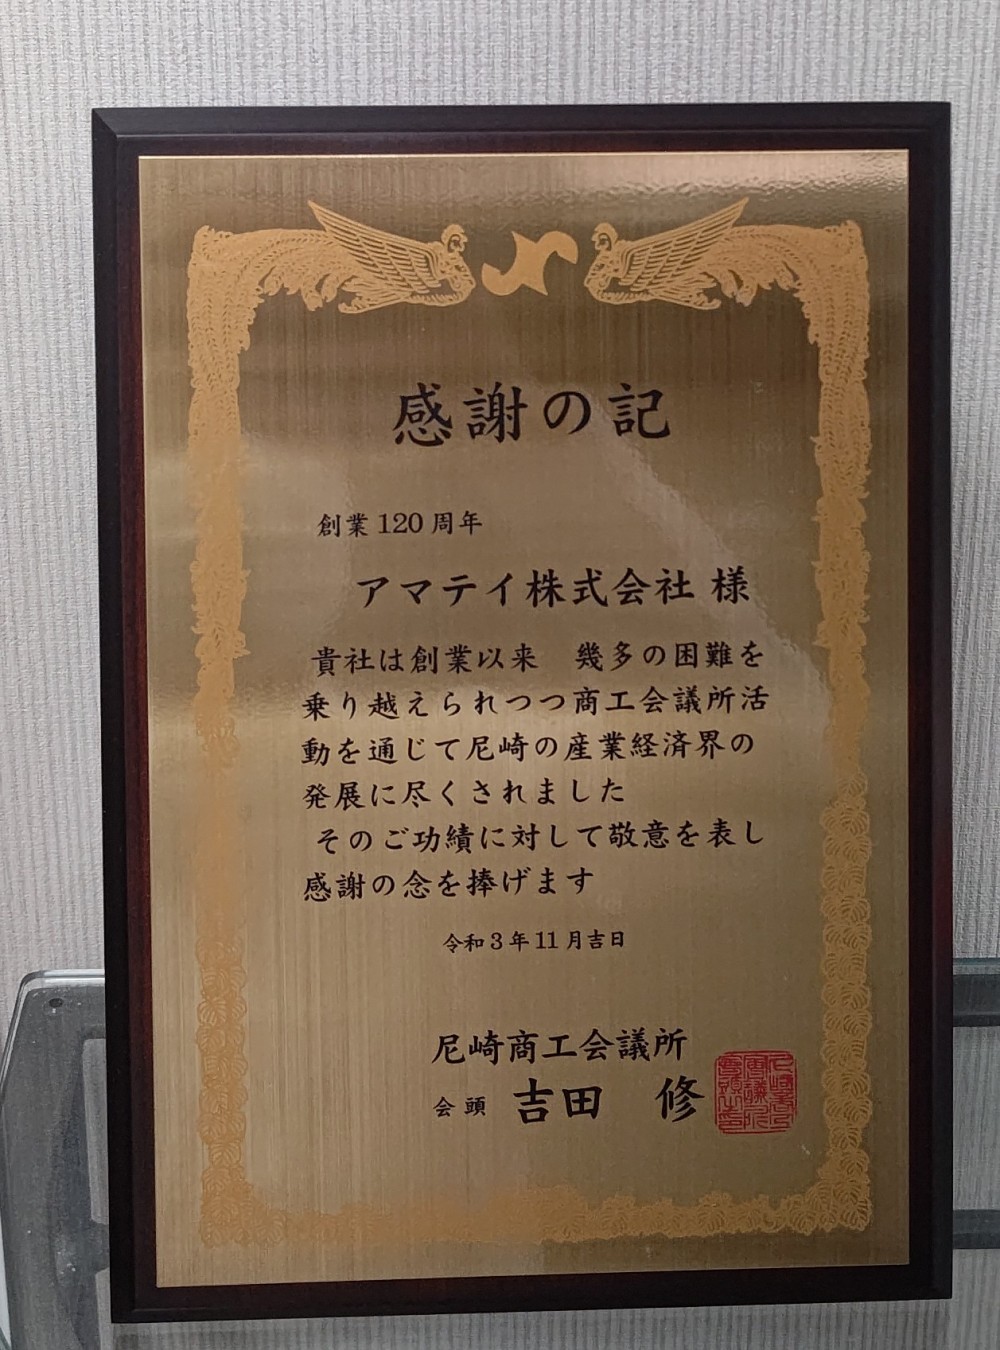 感謝の記
創業120周年
アマテイ株式会社 様
貴社は創業以来　幾多の困難を
乗り越えられつつ商工会議所活
動を通じて尼崎の産業経済界の
発展に尽くされました
そのご功績に対して敬意を表し
感謝の念を捧げます
令和3年11月吉日
尼崎商工会議所
会頭 吉田　修